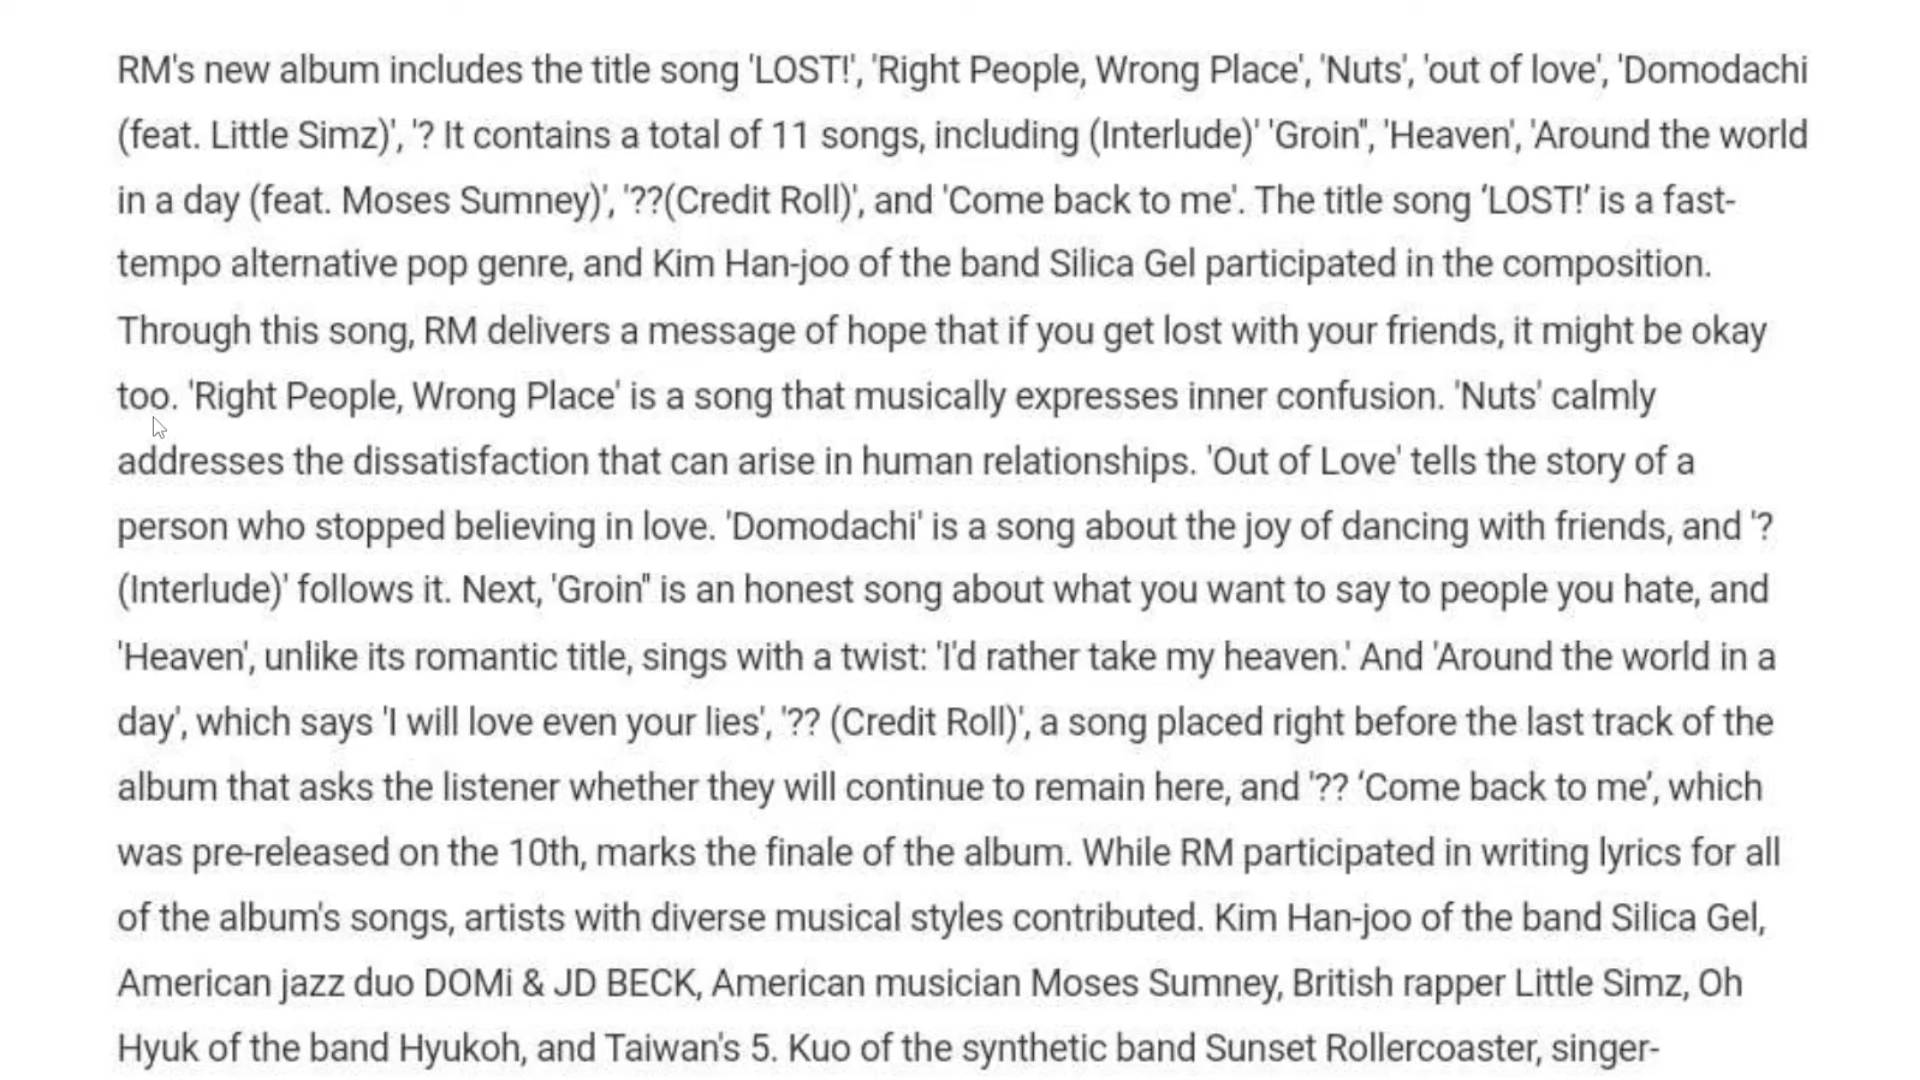 RM's new album includes the title song 'LOST!', 'Right People, Wrong Place', 'Nuts', 'out of love', 'Domodachi
(feat. Little Simz)', '? It contains a total of 11 songs, including (Interlude)' 'Groin'', 'Heaven', 'Around the world
in a day (feat. Moses Sumney)', '??(Credit Roll)', and 'Come back to me'. The title song ‘LOST!’ is a fast-
tempo alternative pop genre, and Kim Han-joo of the band Silica Gel participated in the composition.
Through this song, RM delivers a message of hope that if you get lost with your friends, it might be okay
too. 'Right People, Wrong Place' is a song that musically expresses inner confusion. 'Nuts' calmly
addresses the dissatisfaction that can arise in human relationships. 'Out of Love' tells the story of a
person who stopped believing in love. 'Domodachi' is a song about the joy of dancing with friends, and '?
(Interlude)' follows it. Next, 'Groin'' is an honest song about what you want to say to people you hate, and
'Heaven', unlike its romantic title, sings with a twist: 'I'd rather take my heaven.' And 'Around the world in a
day', which says 'I will love even your lies', '?? (Credit Roll)', a song placed right before the last track of the
album that asks the listener whether they will continue to remain here, and '?? ‘Come back to me’, which
was pre-released on the 10th, marks the finale of the album. While RM participated in writing lyrics for all
of the album's songs, artists with diverse musical styles contributed. Kim Han-joo of the band Silica Gel,
American jazz duo DOMi & JD BECK, American musician Moses Sumney, British rapper Little Simz, Oh
Hyuk of the band Hyukoh, and Taiwan's 5. Kuo of the synthetic band Sunset Rollercoaster, singer-